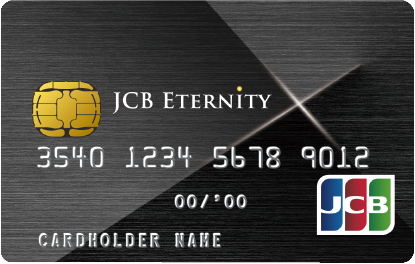 JCB ETERNITY
3540 1234 5678 9012
00/'00
JCB
CARDHOLDER NAME